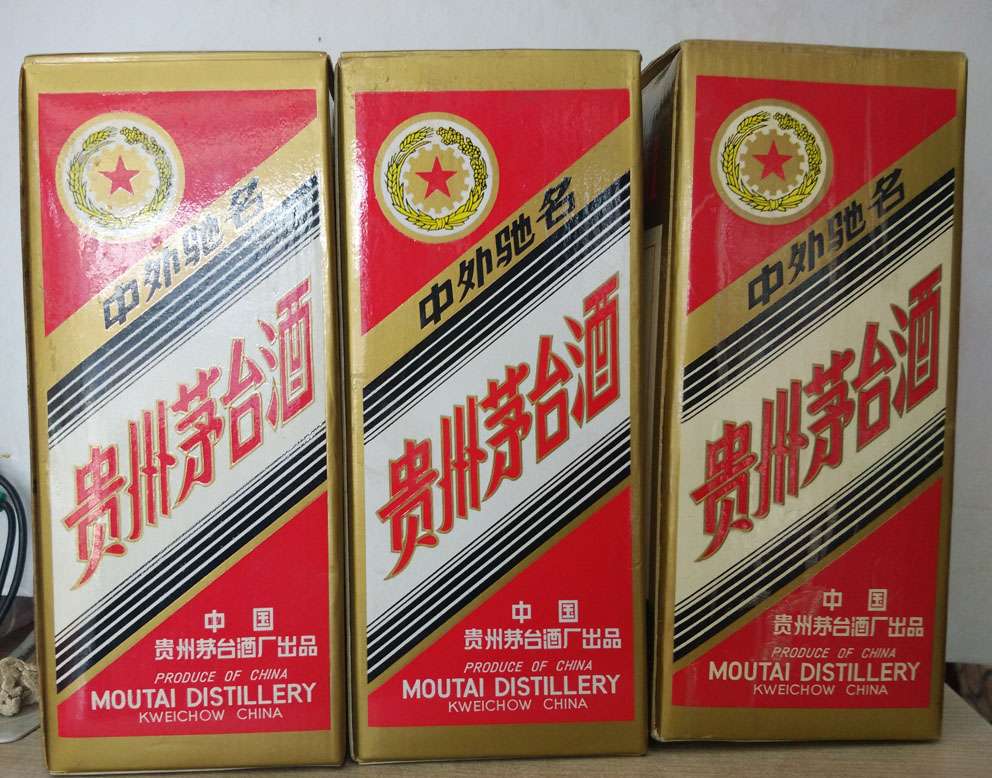 中外驰名
贵州茅台酒
中国
贵州茅台酒厂出品
PRODUCE OF CHINA
MOUTAI DISTILLERY
KWEICHOW CHINA
中外驰名
贵州茅台酒
中国
贵州茅台酒厂出品
PRODUCE OF CHINA
MOUTAI DISTILLERY
KWEICHOW CHINA
中外驰名
贵州茅台酒
中国
贵州茅台酒厂出品
PRODUCE OF CHINA
MOUTAI DISTILLERY
KWEICHOW CHINA